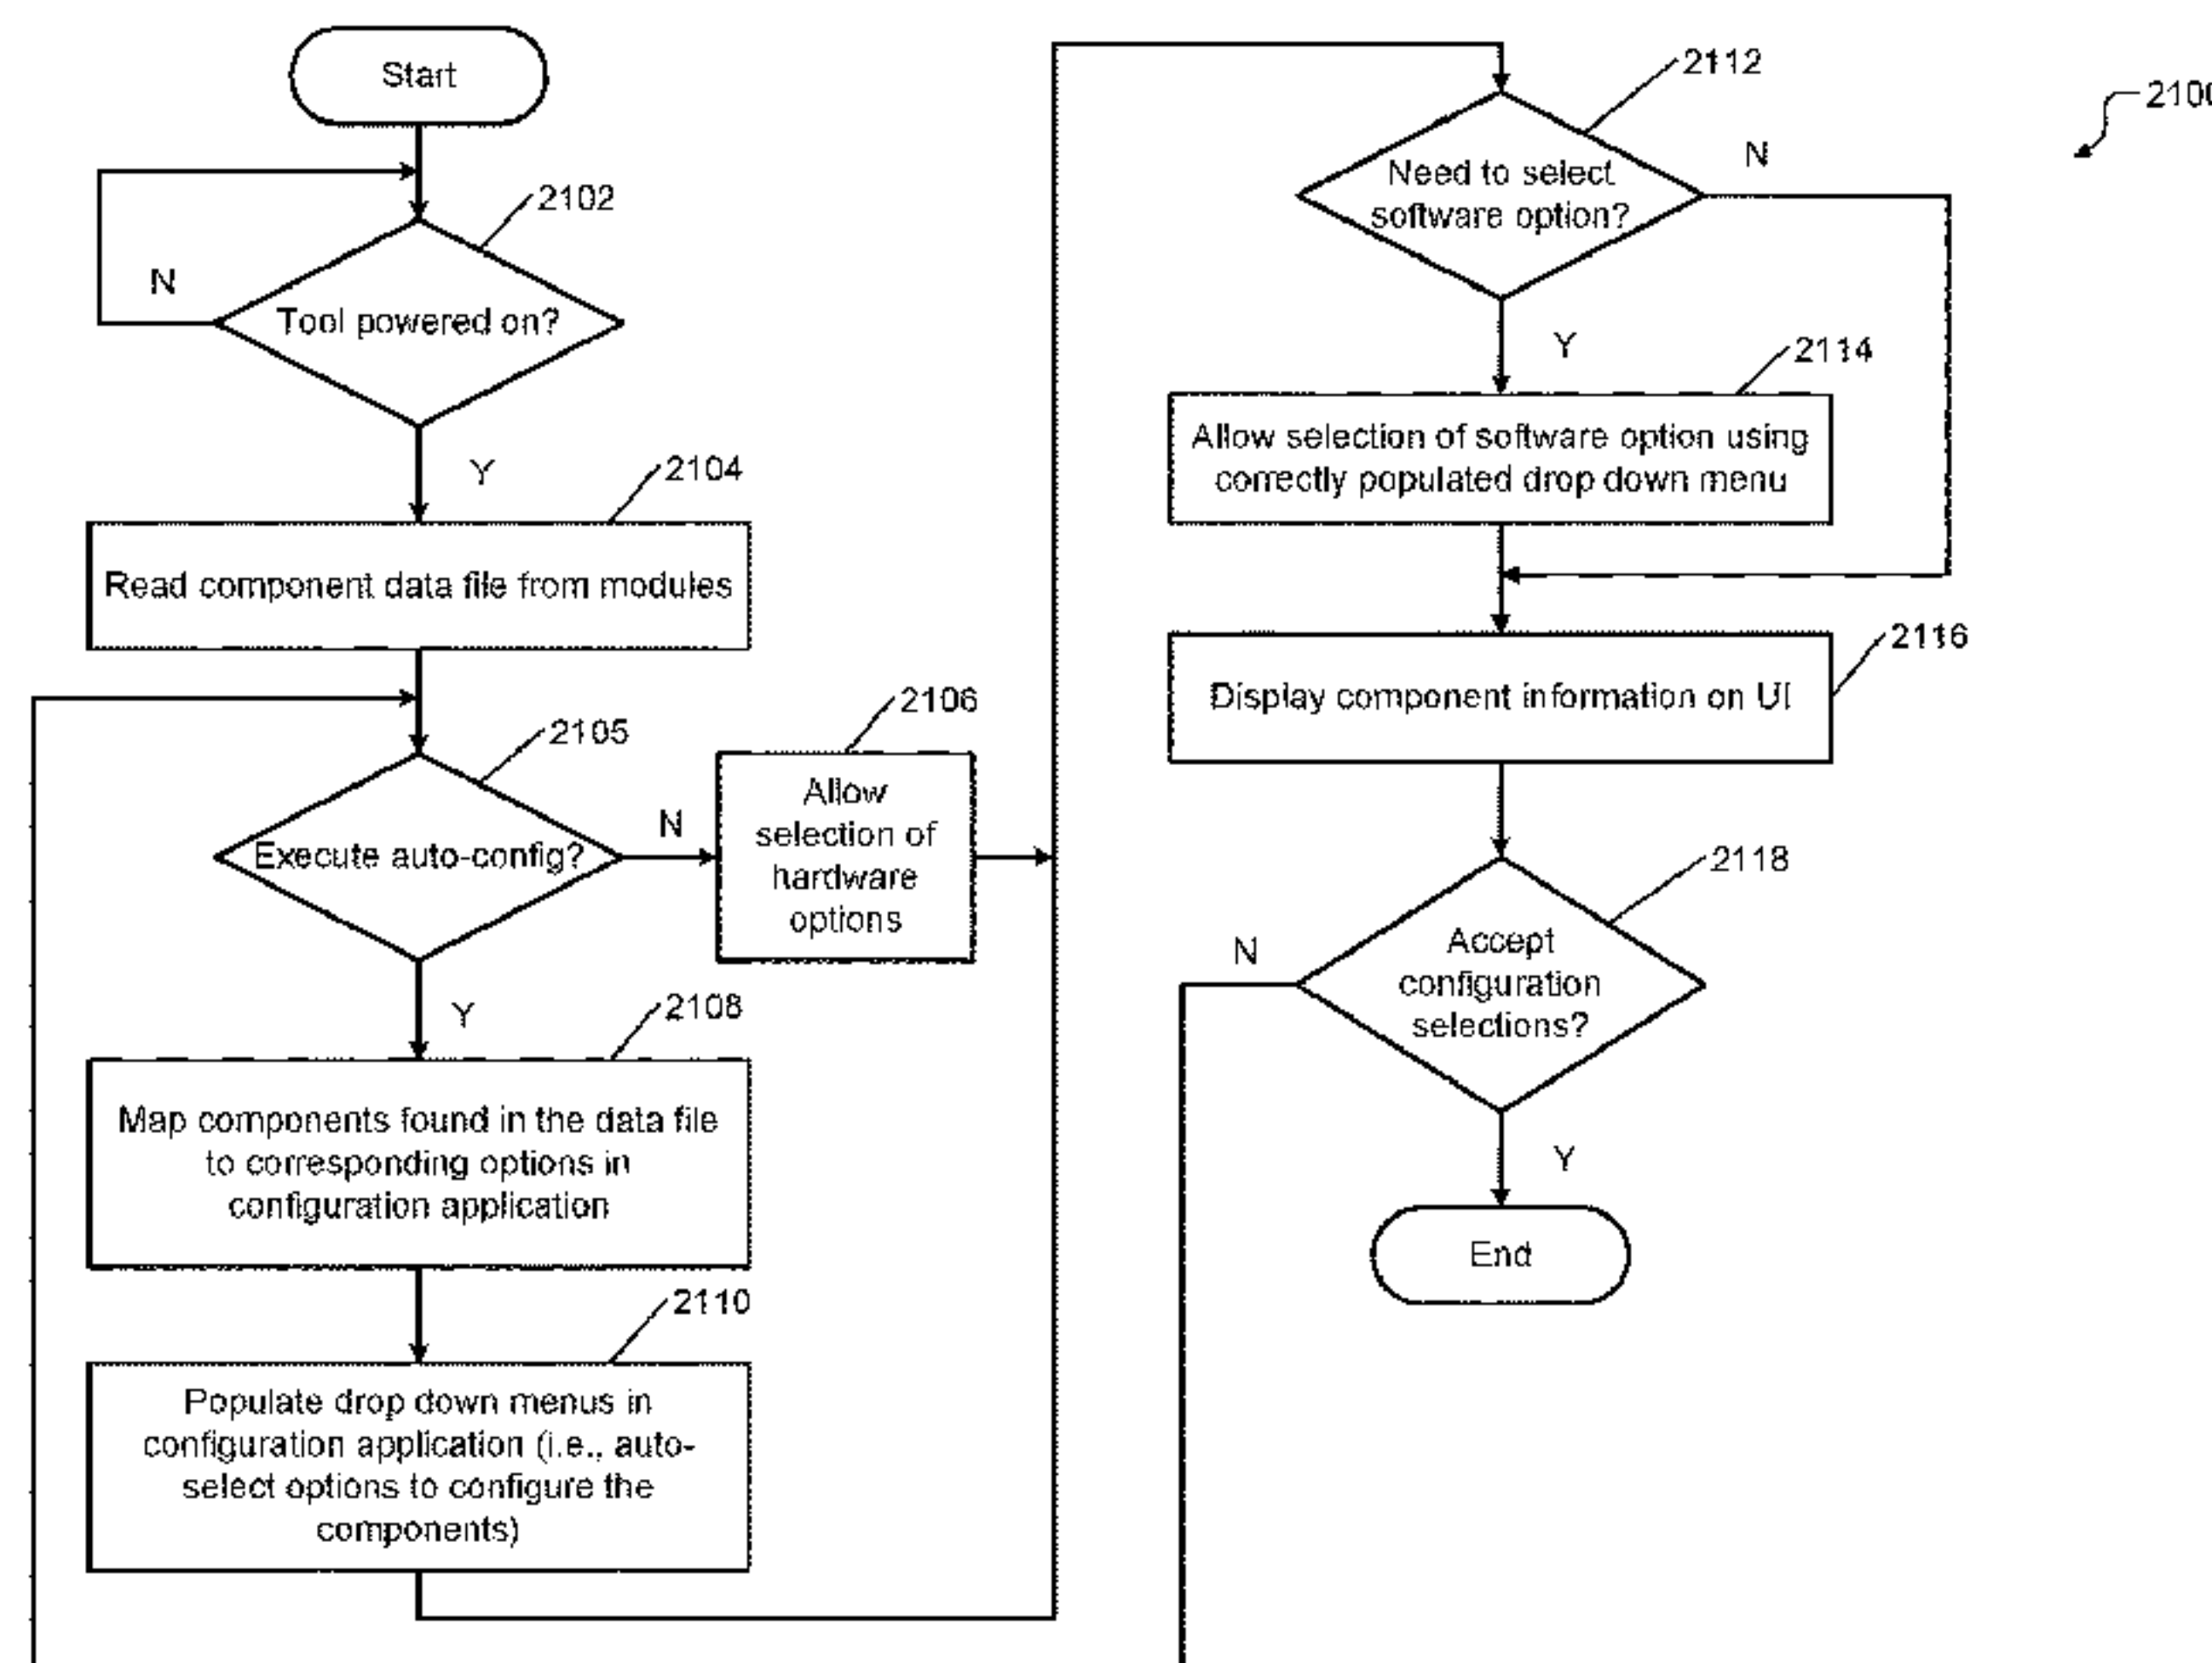 Start
2102
N
Tool powered on?
Y
2104
Read component data file from modules
2105
Execute auto-config?
N
2106
Allow
selection of
hardware
options
Y
2108
Map components found in the data file
to corresponding options in
configuration application
2110
Populate drop down menus in
configuration application (i.e., auto-
select options to configure the
components)
2112
Need to select
software option?
N
Y
2114
Allow selection of software option using
correctly populated drop down menu
2116
Display component information on UI
2118
Accept
configuration
selections?
N
Y
End
2100